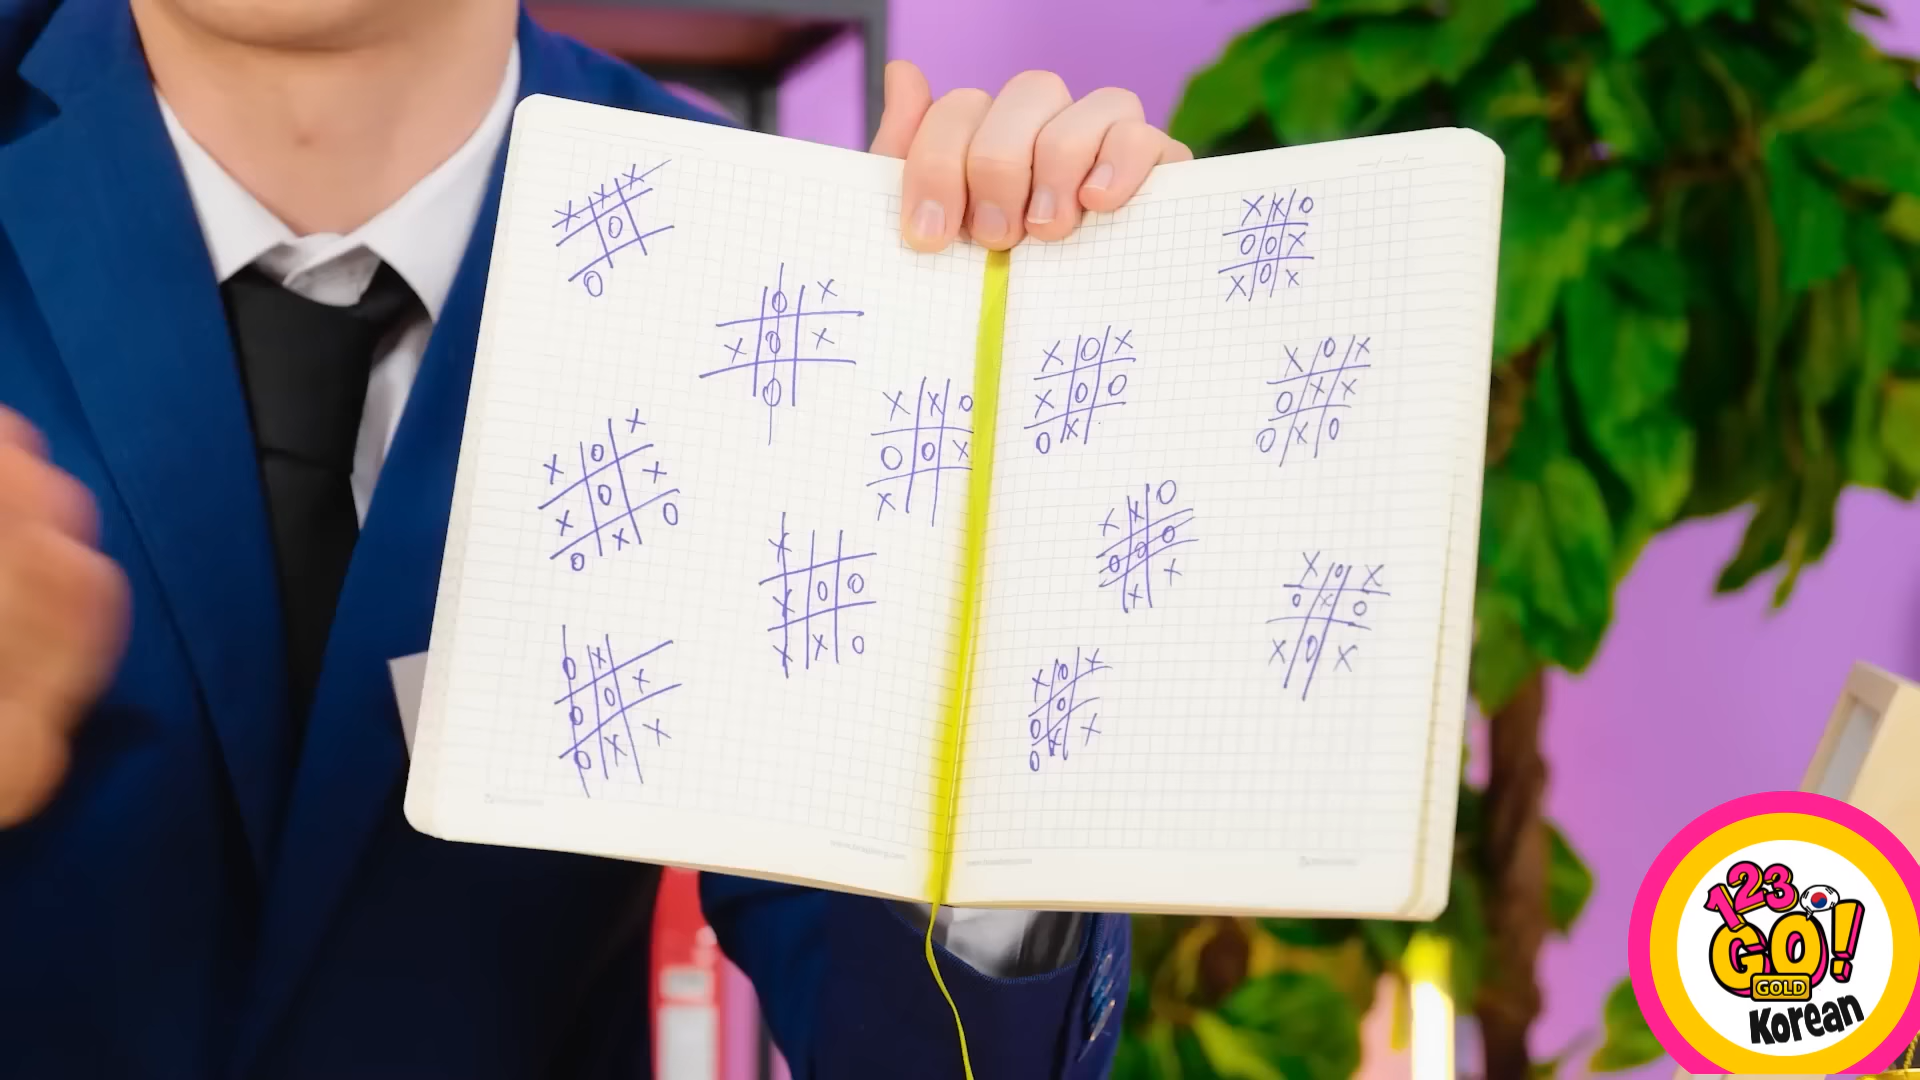 X X X
O
O
O X
X O X
O
X X O
O O X
X
X O X
X O X
X O
O X
X
O O
X
X O
O X
O O X
O X X
X X O
O O X
X O X
X O X
X O O
O X
X O X
O X X
O X O
X X O
O O O
X X
X O X
O X O
X O X
X O X
O O
O X X
123
GO!
GOLD
Korean